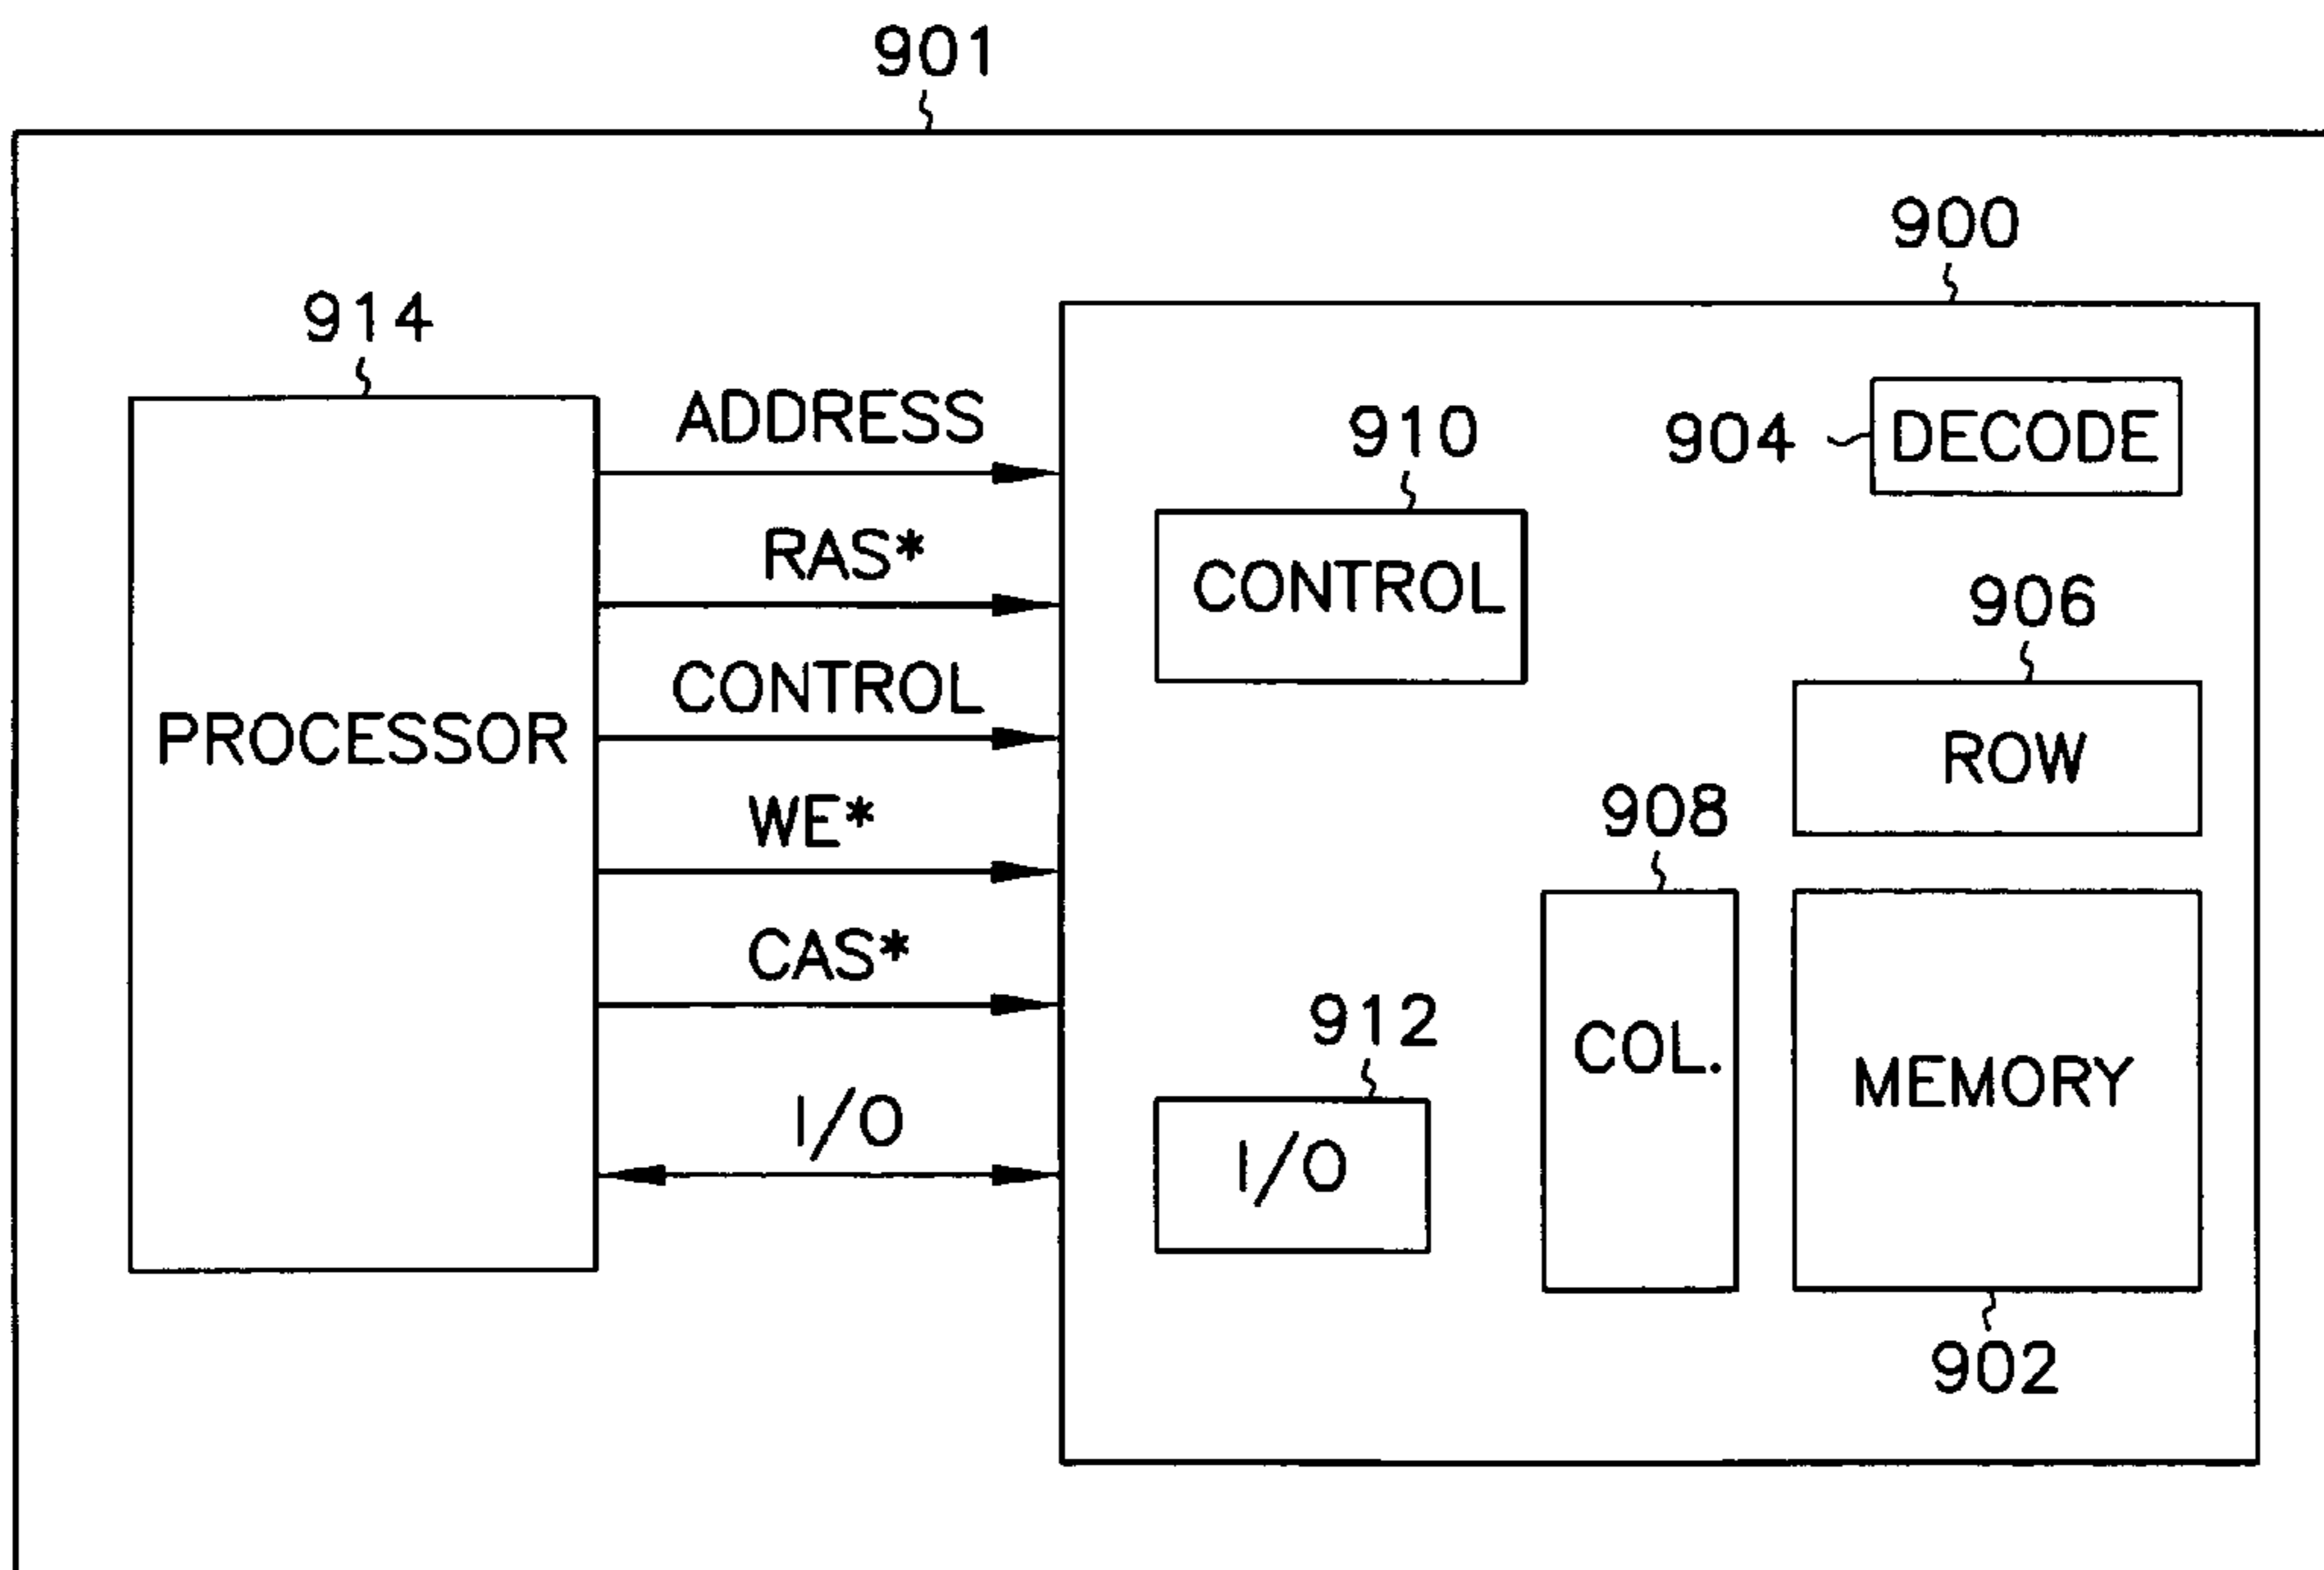 901
900
914
ADDRESS
910
904
DECODE
RAS*
CONTROL
906
CONTROL
PROCESSOR
ROW
908
WE*
CAS*
912
COL.
MEMORY
I/O
I/O
902